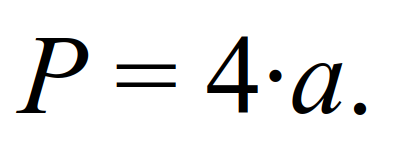 P = 4·a.